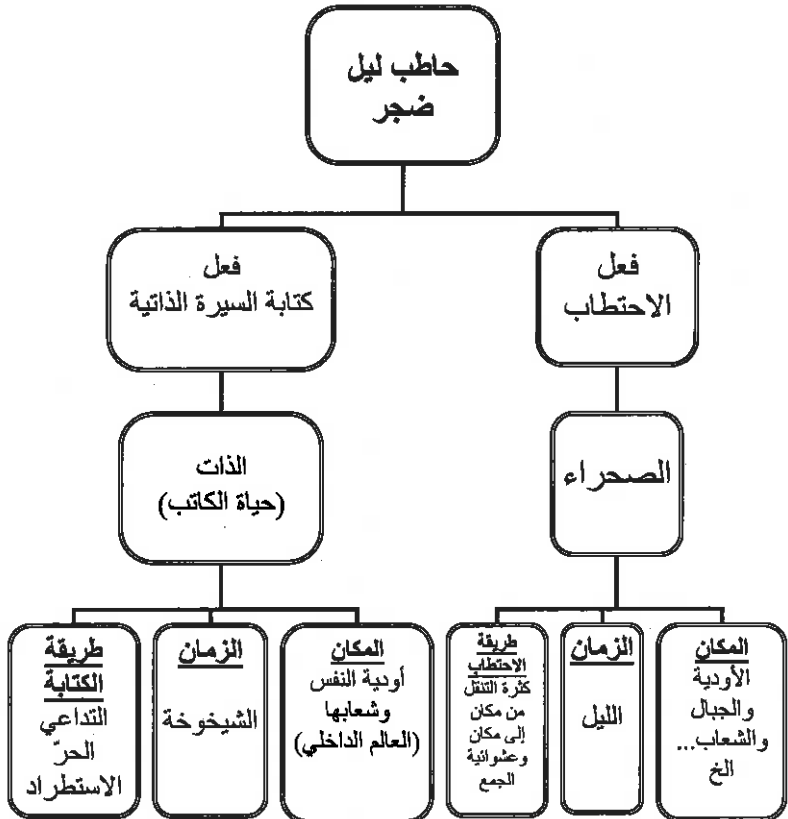 حاطب ليل
ضجر
فعل
الاحتطاب
فعل
كتابة السيرة الذاتية
الصحراء
الذات
(حياة الكاتب)
المكان
الأودية
والجبال
والشعاب...
الخ
الزمان
الليل
طريقة
الاحتطاب
كثرة التنقل
من مكان
إلى مكان
وعشوائية
الجمع
المكان
أودية النفس
وشعابها
(العالم الداخلي)
الزمان
الشيخوخة
طريقة
الكتابة
التداعي
الحرّ
الاستطراد